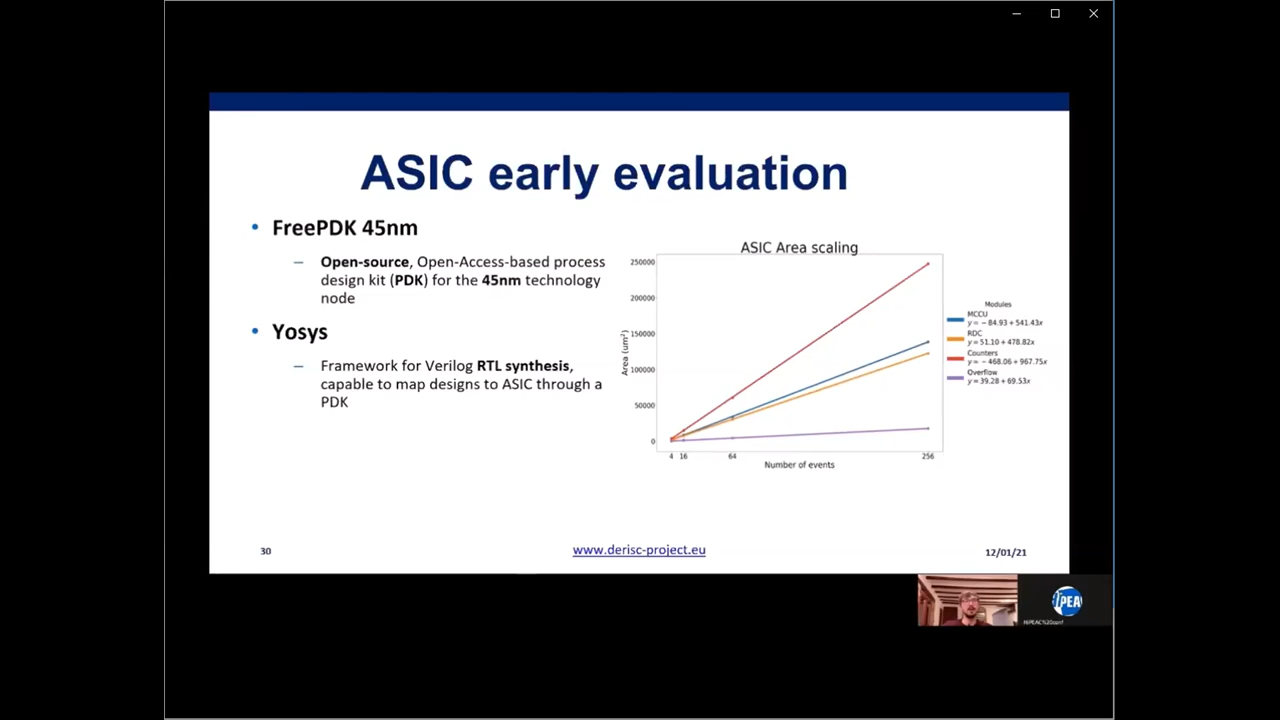 ASIC early evaluation
• FreePDK 45nm
– Open-source, Open-Access-based process
design kit (PDK) for the 45nm technology
node
• Yosys
– Framework for Verilog RTL synthesis,
capable to map designs to ASIC through a
PDK
ASIC Area scaling
250000
200000
150000
100000
50000
0
Area (um²)
4 16 64 256
Number of events
Modules
MCCU
y = − 84.93 + 541.43x
RDC
y = 51.10 + 478.82x
Counters
y = − 468.06 + 967.75x
Overflow
y = 39.28 + 69.53x
30
www.derisc-project.eu
12/01/21